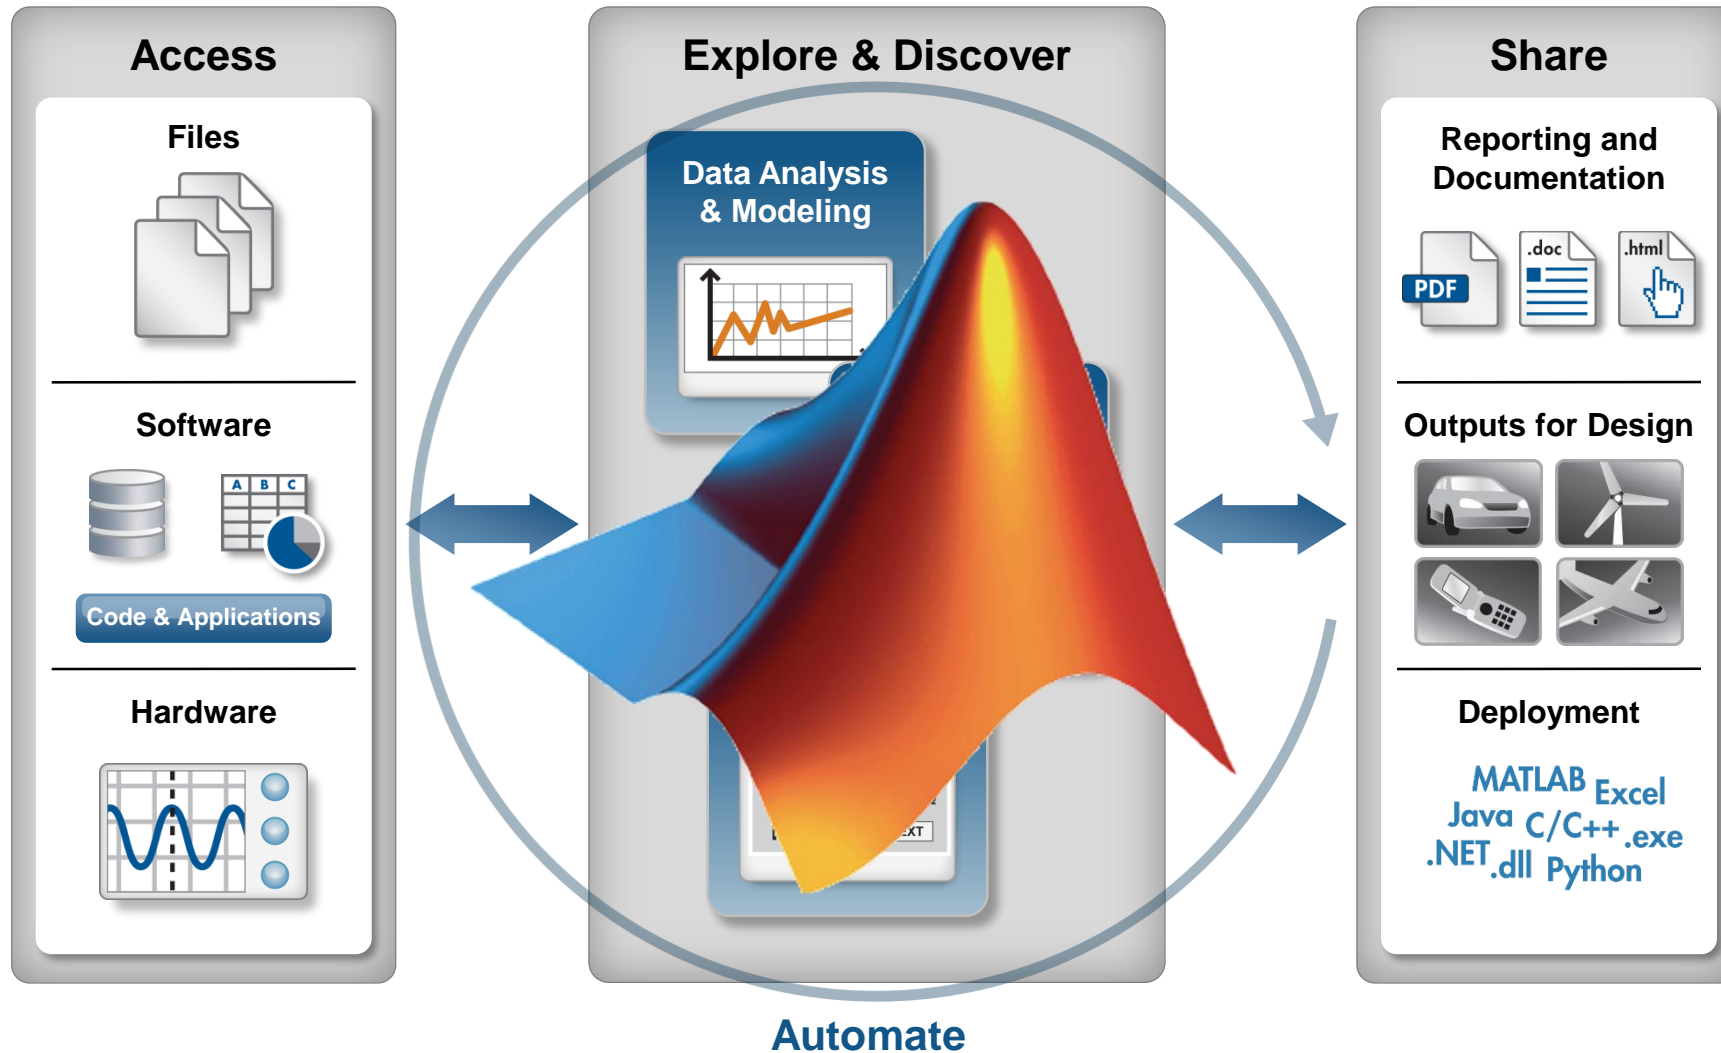 Access
Files
Software
A B C
Code & Applications
Hardware
Explore & Discover
Data Analysis
& Modeling
Share
Reporting and
Documentation
PDF
.doc
.html
Outputs for Design
Deployment
MATLAB Excel
Java C/C++ .exe
.NET .dll Python
Automate